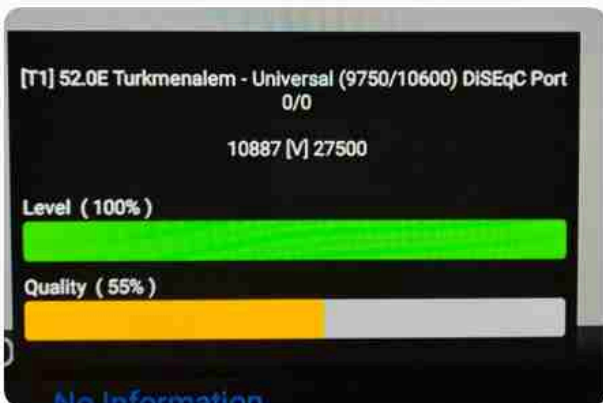 [T1] 52.0E Turkmenalem - Universal (9750/10600) DiSEqC Port
0/0
10887 [V] 27500
Level ( 100% )
Quality ( 55% )
No Information